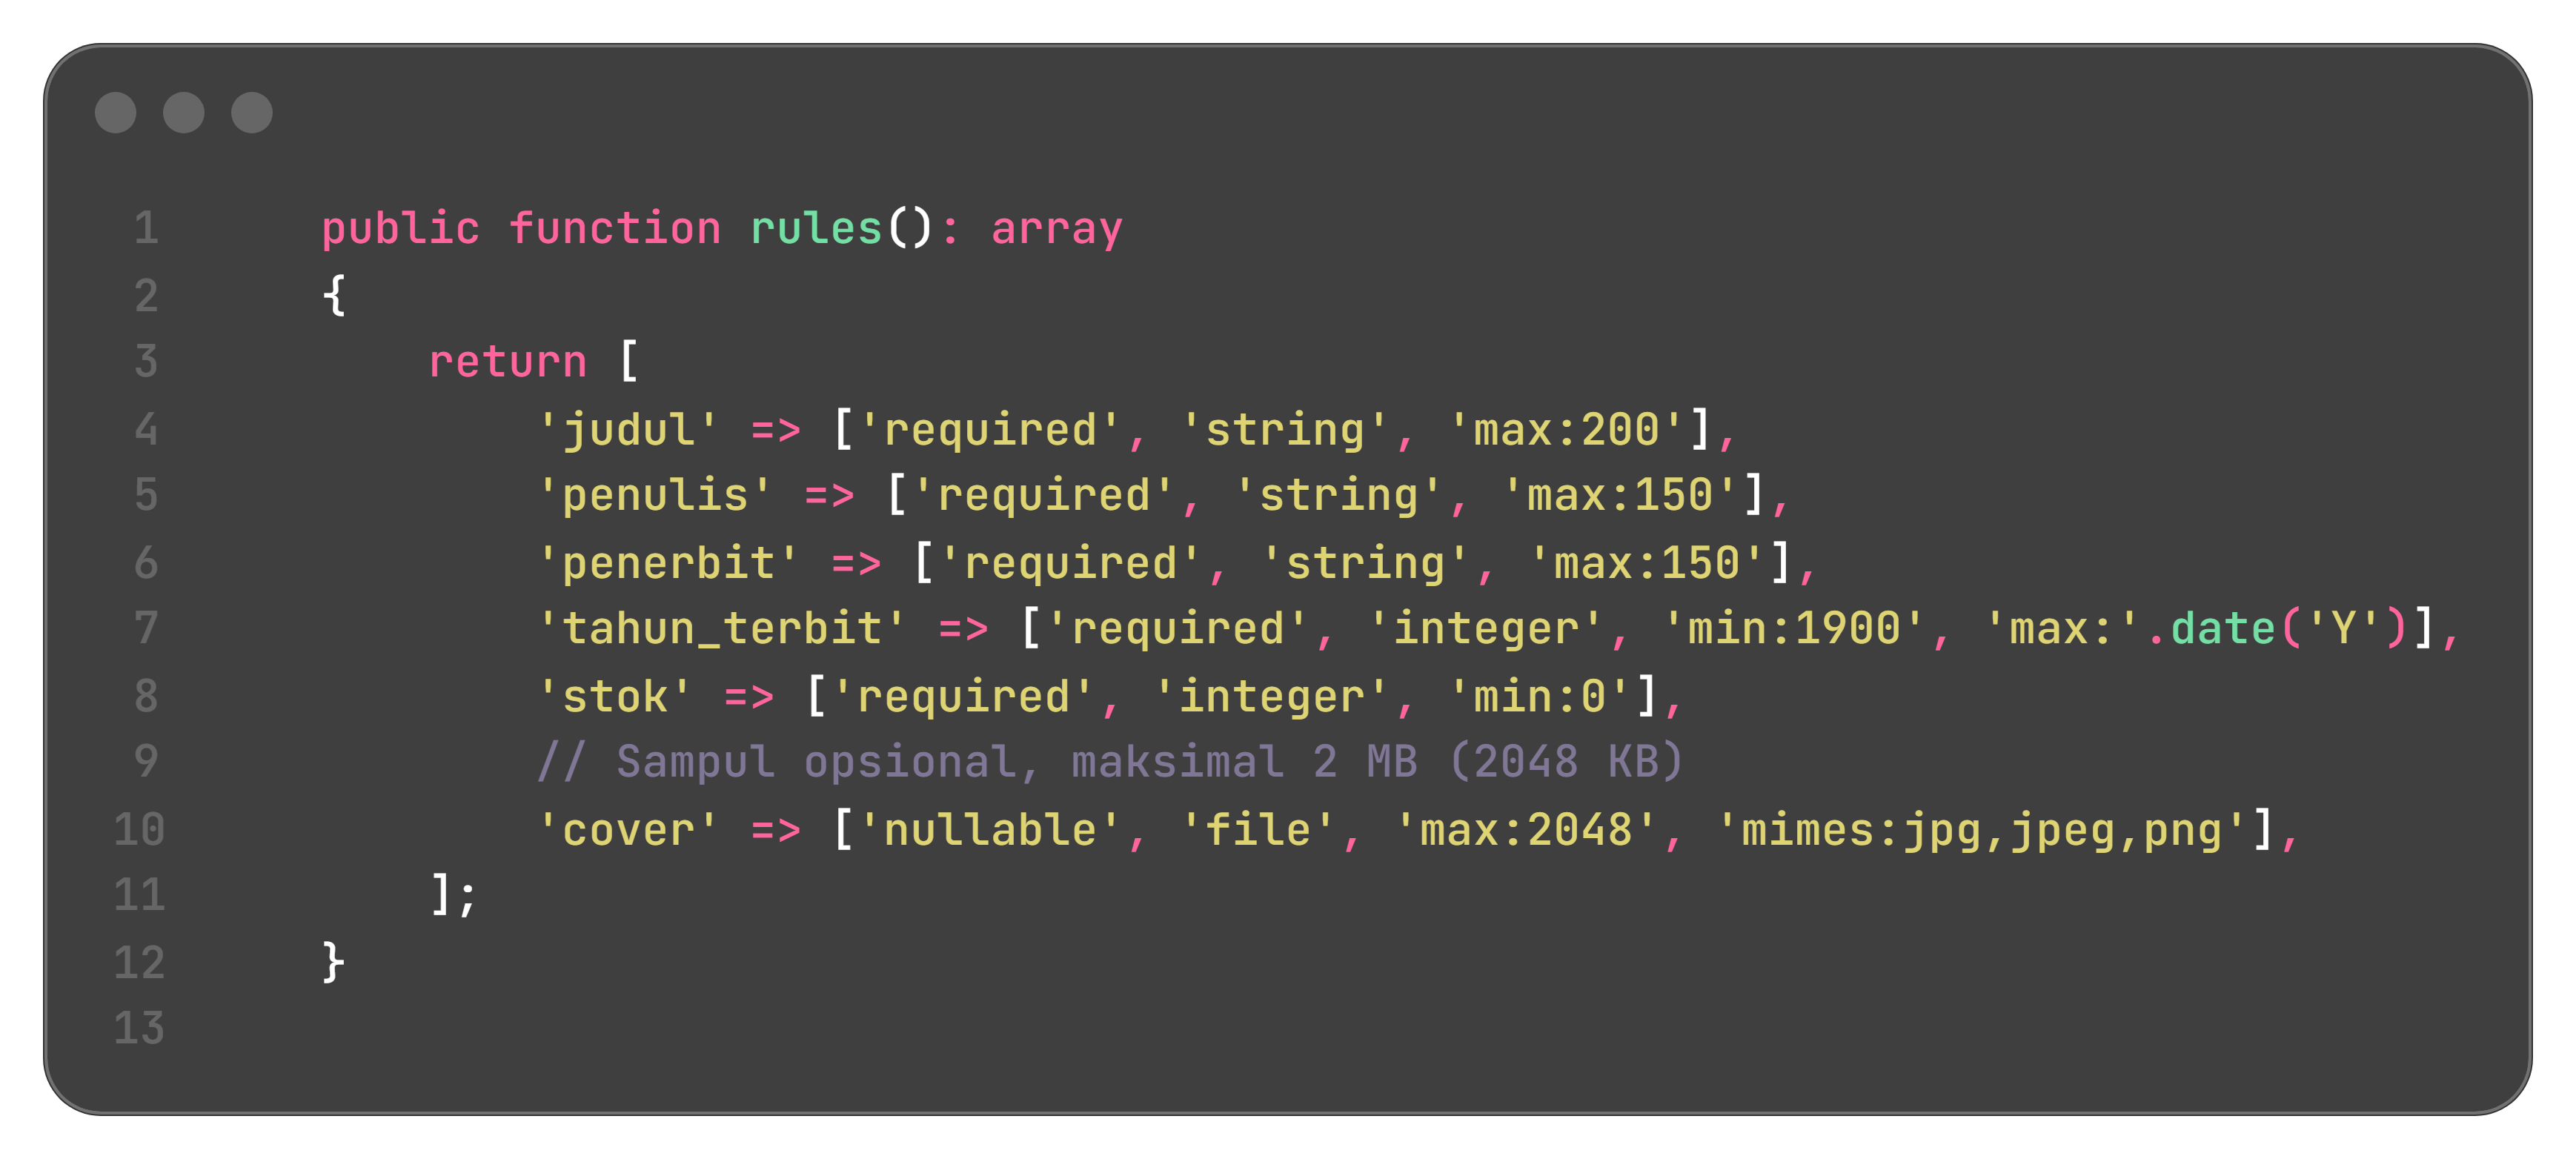 1 public function rules(): array
2 {
3 return [
4 'judul' => ['required', 'string', 'max:200'],
5 'penulis' => ['required', 'string', 'max:150'],
6 'penerbit' => ['required', 'string', 'max:150'],
7 'tahun_terbit' => ['required', 'integer', 'min:1900', 'max:'.date('Y')],
8 'stok' => ['required', 'integer', 'min:0'],
9 // Sampul opsional, maksimal 2 MB (2048 KB)
10 'cover' => ['nullable', 'file', 'max:2048', 'mimes:jpg,jpeg,png'],
11 ];
12 }
13